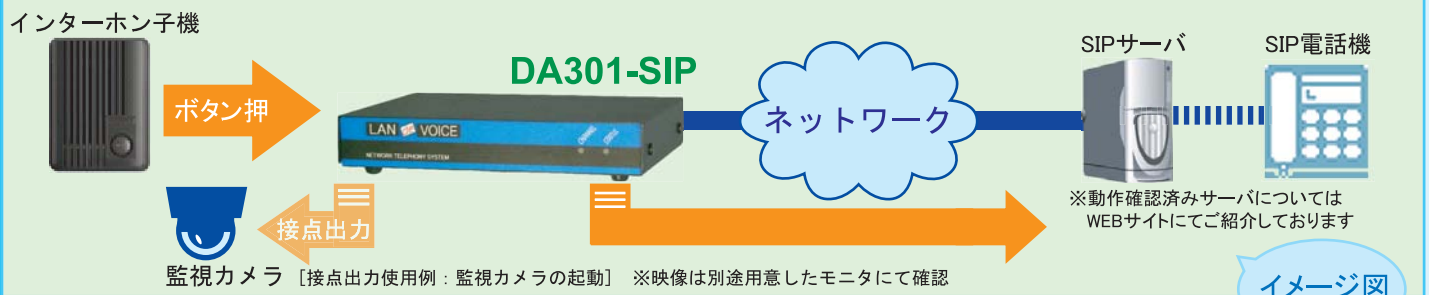 インターホン子機
ボタン押
DA301-SIP
LAN VOICE
NETWORK TELEPHONY SYSTEM
ネットワーク
SIPサーバ
SIP電話機
※動作確認済みサーバについては
WEBサイトにてご紹介しております
接点出力
監視カメラ [接点出力使用例：監視カメラの起動] ※映像は別途用意したモニタにて確認
イメージ図